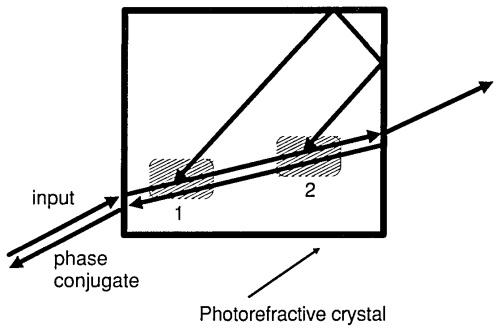 input
1
2
phase
conjugate
Photorefractive crystal